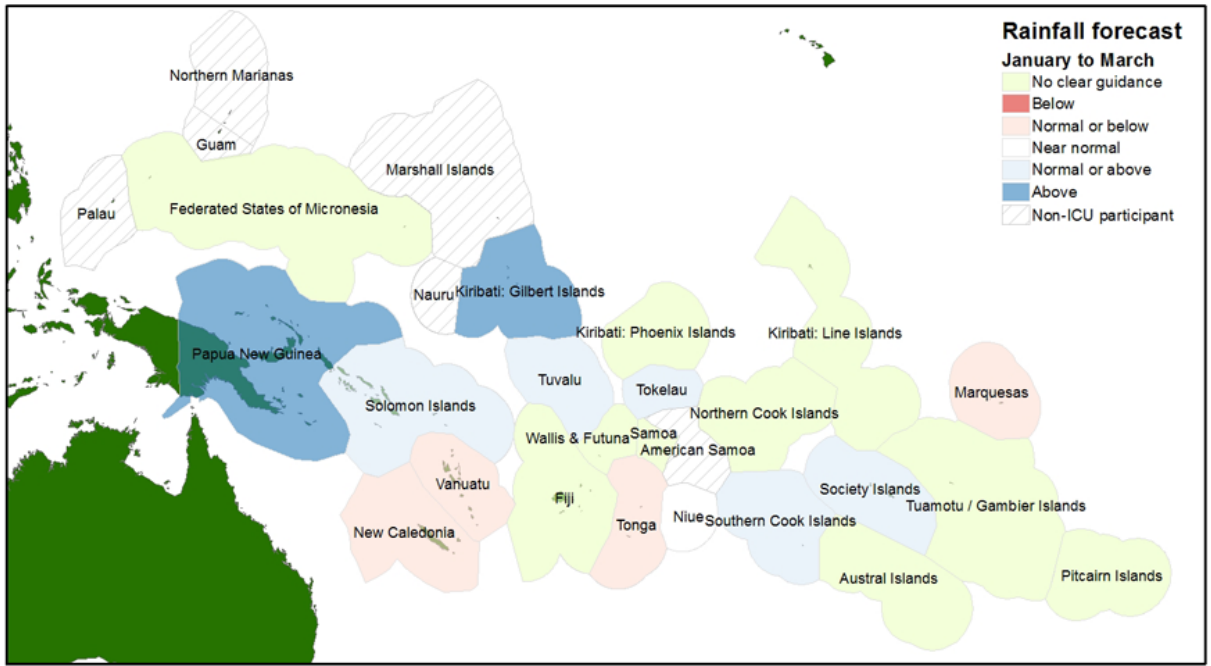 Rainfall forecast
January to March
No clear guidance
Below
Normal or below
Near normal
Normal or above
Above
Non-ICU participant
Northern Marianas
Guam
Marshall Islands
Palau
Federated States of Micronesia
Nauru
Kiribati: Gilbert Islands
Kiribati: Phoenix Islands
Kiribati: Line Islands
Papua New Guinea
Tuvalu
Tokelau
Marquesas
Solomon Islands
Northern Cook Islands
Wallis & Futuna
Samoa
American Samoa
Vanuatu
Fiji
Society Islands
Tuamotu / Gambier Islands
New Caledonia
Tonga
Niue
Southern Cook Islands
Austral Islands
Pitcairn Islands